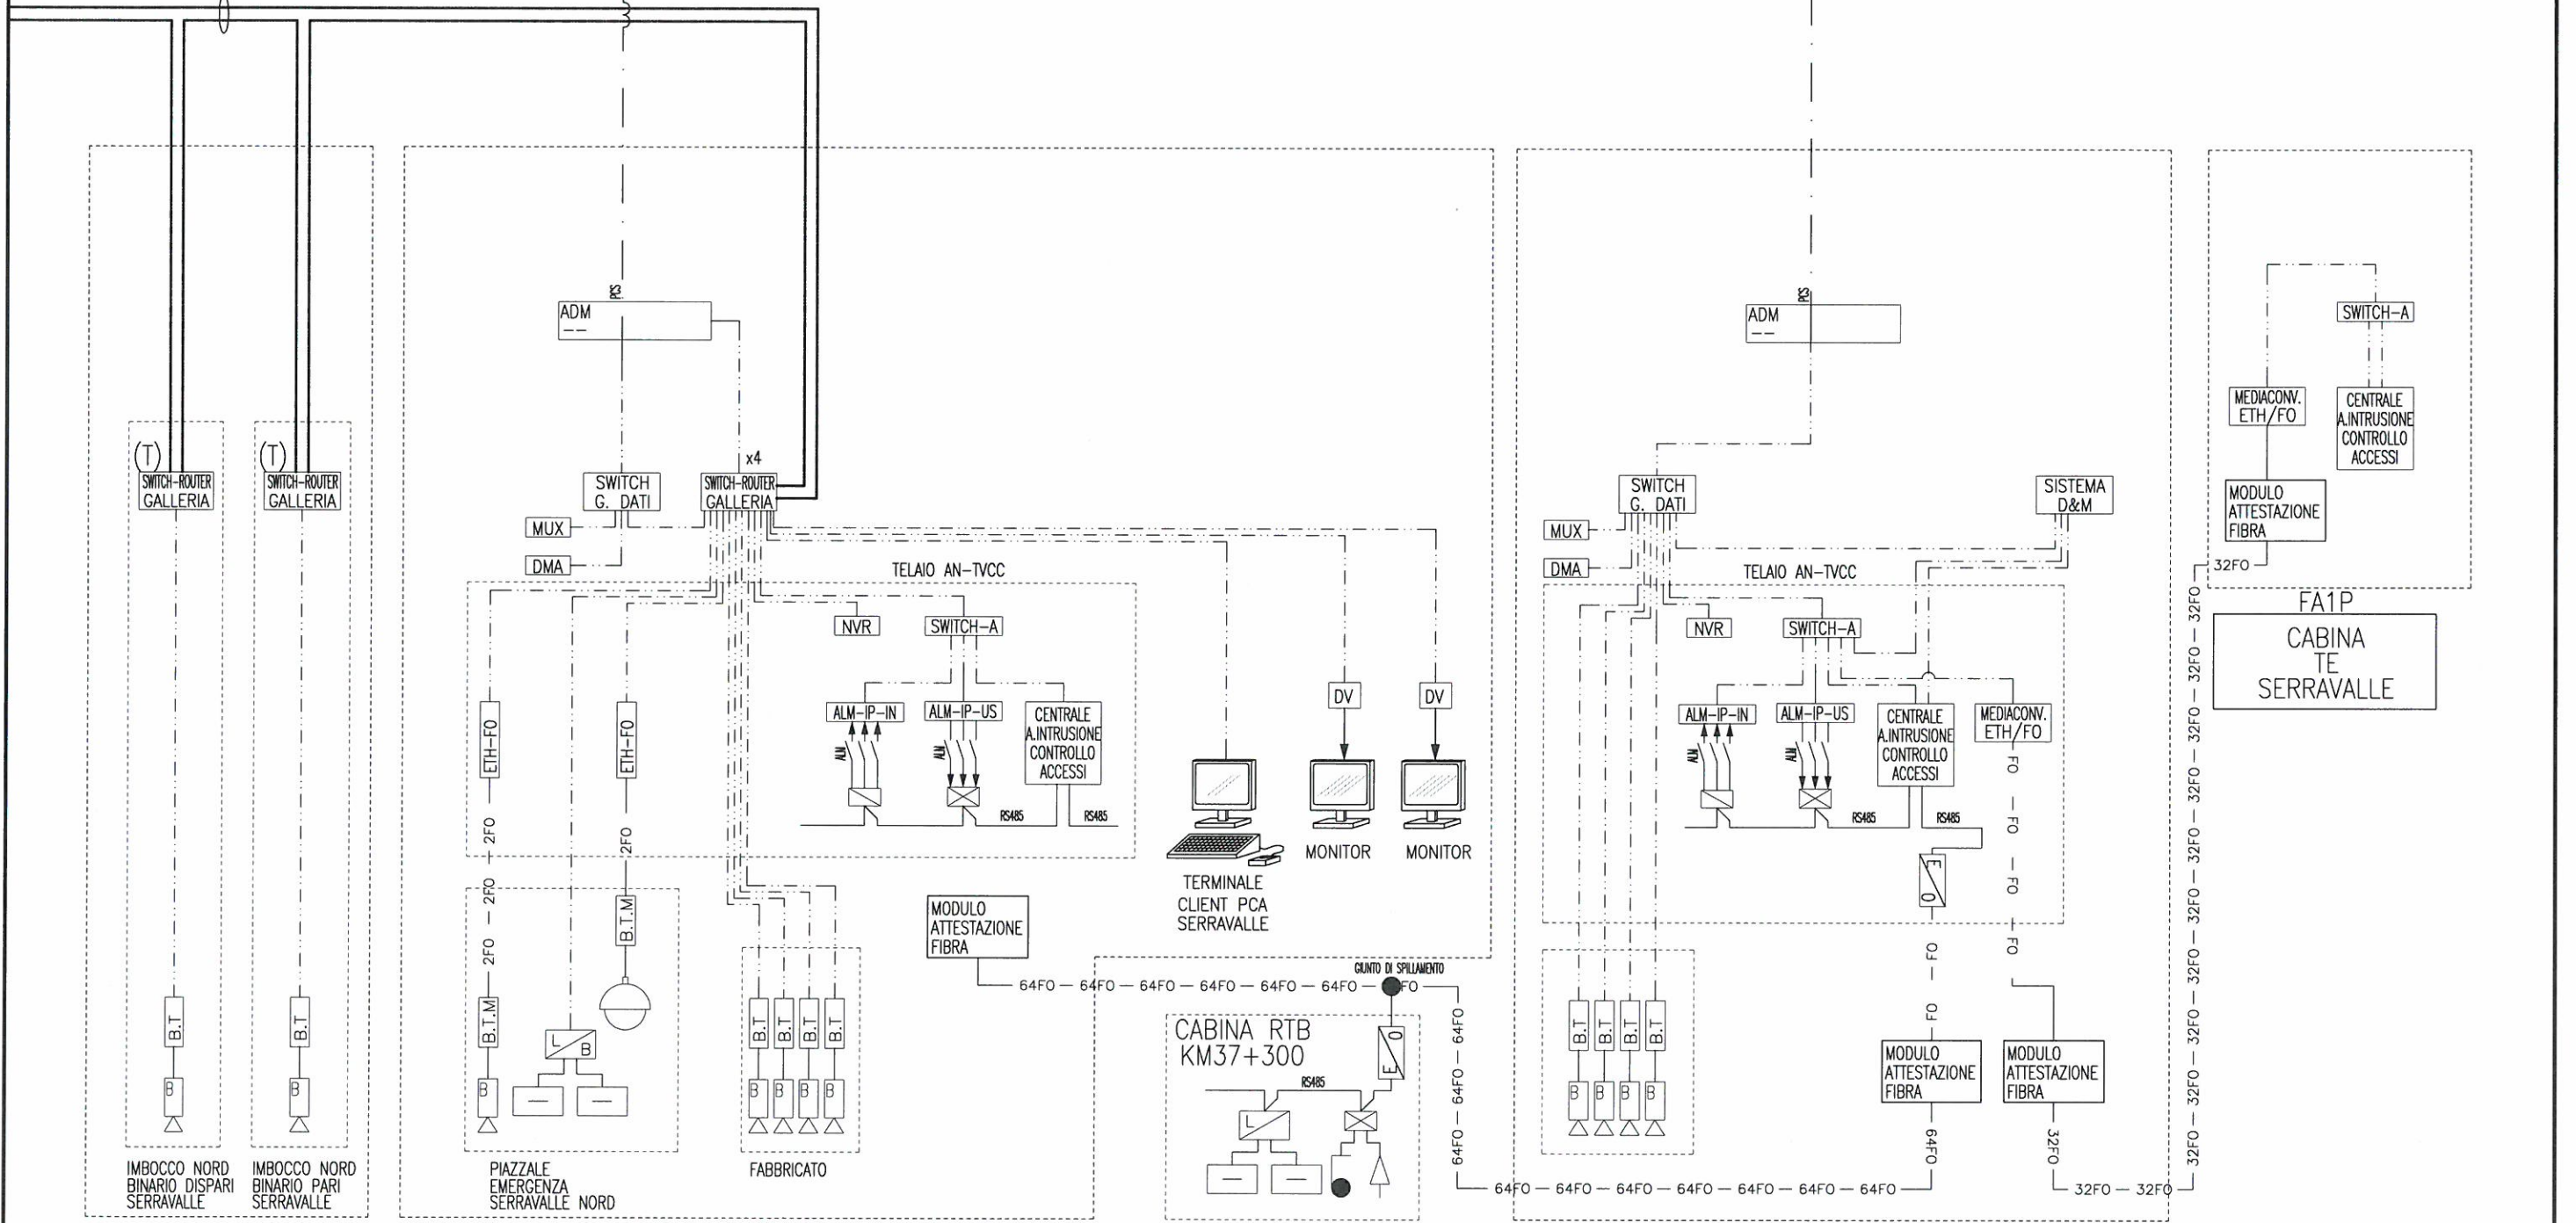 (T)
SWITCH-ROUTER
GALLERIA
B.T
B
IMBOCCO NORD
BINARIO DISPARI
SERRAVALLE
(T)
SWITCH-ROUTER
GALLERIA
B.T
B
IMBOCCO NORD
BINARIO PARI
SERRAVALLE
PCS
ADM
--
SWITCH
G. DATI
x4
SWITCH-ROUTER
GALLERIA
MUX
DMA
TELAIO AN-TVCC
ETH-FO
ETH-FO
NVR
SWITCH-A
ALM-IP-IN
ALM-IP-US
CENTRALE
A.INTRUSIONE
CONTROLLO
ACCESSI
ALM
ALM
RS485
RS485
2FO
2FO
2FO
2FO
B.T.M
B
B.T.M
L
B
PIAZZALE
EMERGENZA
SERRAVALLE NORD
B.T
B.T
B.T
B.T
B
B
B
B
FABBRICATO
DV
DV
TERMINALE
CLIENT PCA
SERRAVALLE
MONITOR
MONITOR
MODULO
ATTESTAZIONE
FIBRA
64FO — 64FO — 64FO — 64FO — 64FO — 64FO — FO
GIUNTO DI SPILLAMENTO
CABINA RTB
KM37+300
O
E
RS485
L
64FO — 64FO — 64FO
64FO — 64FO — 64FO — 64FO — 64FO — 64FO — 64FO
PCS
ADM
--
SWITCH
G. DATI
SISTEMA
D&M
MUX
DMA
TELAIO AN-TVCC
NVR
SWITCH-A
ALM-IP-IN
ALM-IP-US
CENTRALE
A.INTRUSIONE
CONTROLLO
ACCESSI
MEDIACONV.
ETH/FO
ALM
ALM
RS485
RS485
E
O
FO
FO
FO
FO
FO
FO
B.T
B.T
B.T
B.T
B
B
B
B
MODULO
ATTESTAZIONE
FIBRA
MODULO
ATTESTAZIONE
FIBRA
64FO
32FO
32FO — 32FO
32FO — 32FO — 32FO — 32FO — 32FO — 32FO — 32FO — 32FO — 32FO — 32FO
SWITCH-A
MEDIACONV.
ETH/FO
CENTRALE
A.INTRUSIONE
CONTROLLO
ACCESSI
MODULO
ATTESTAZIONE
FIBRA
32FO
FA1P
CABINA
TE
SERRAVALLE